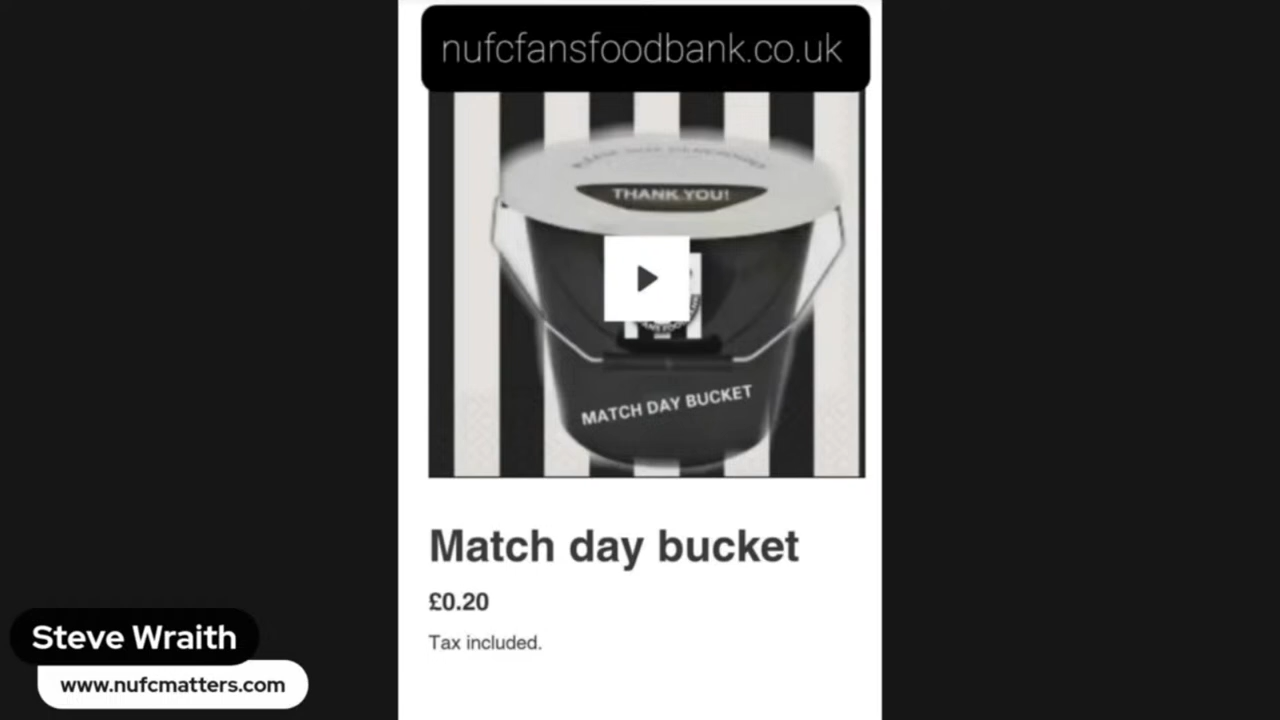 nufcfansfoodbank.co.uk
THANK YOU!
MATCH DAY BUCKET
Match day bucket
£0.20
Tax included.
Steve Wraith
www.nufcmatters.com